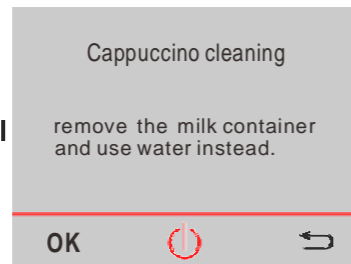 Cappuccino cleaning
remove the milk container
and use water instead.
OK